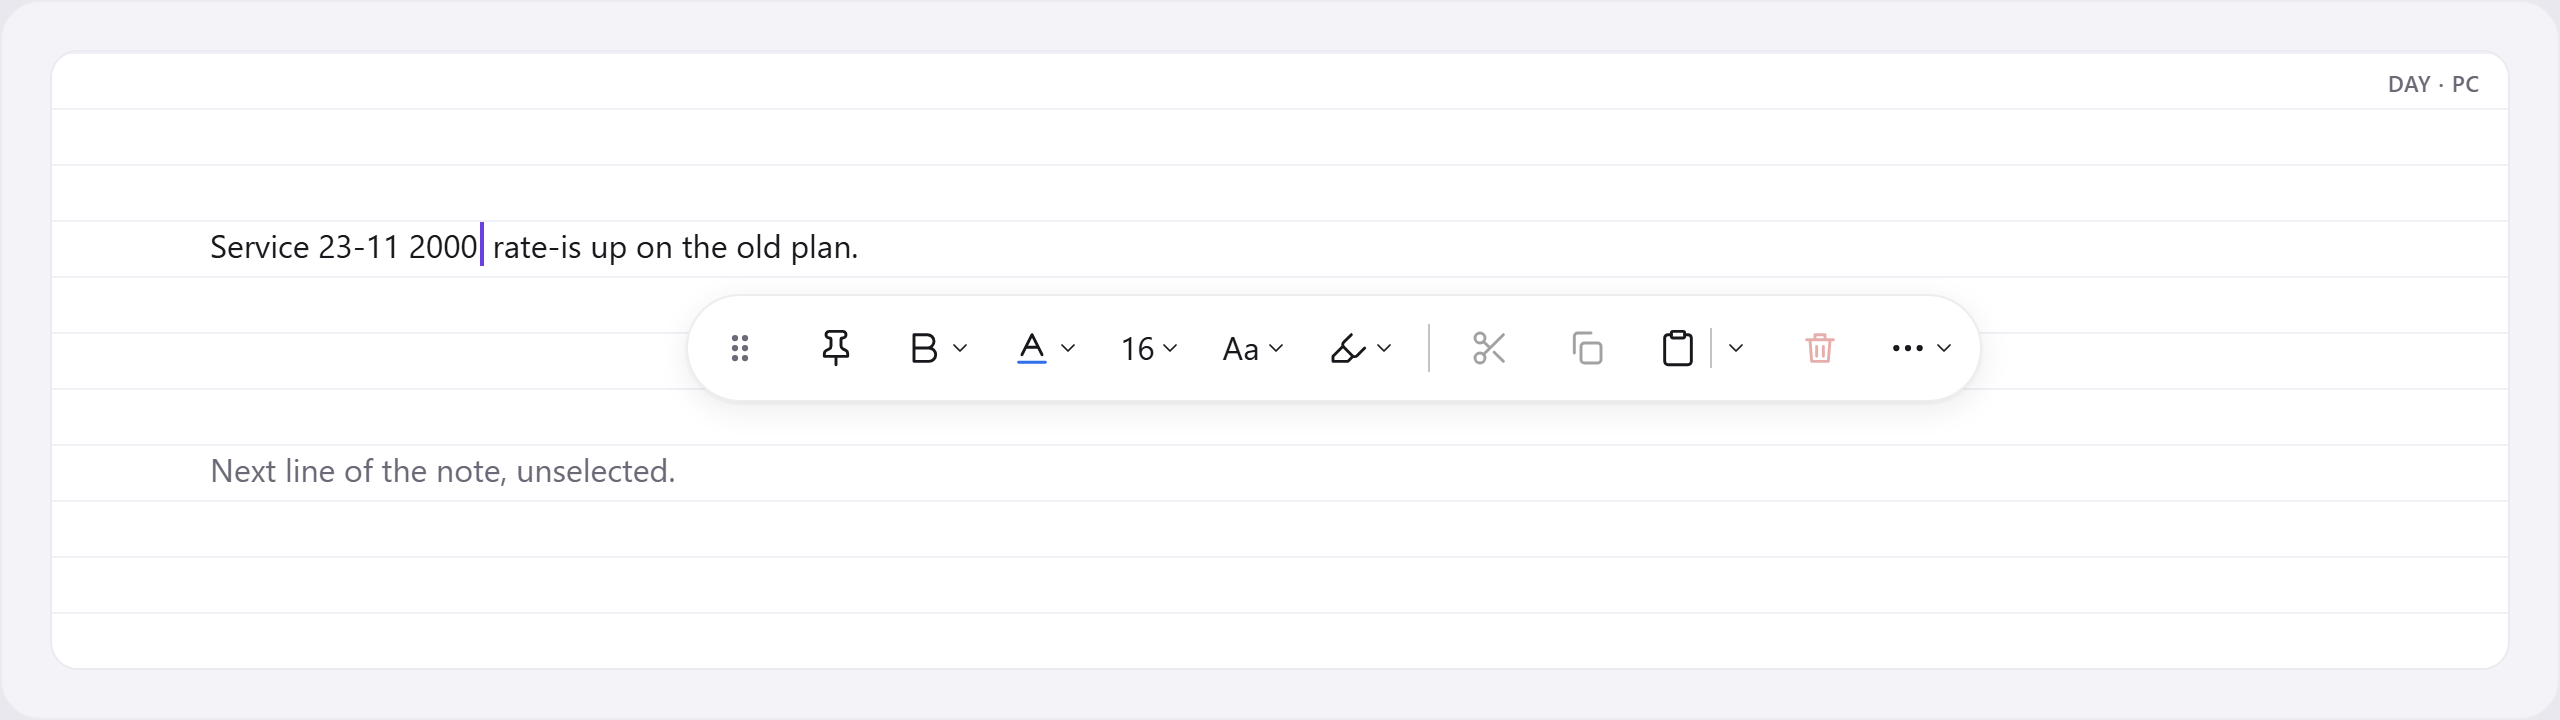 DAY · PC
Service 23-11 2000 rate-is up on the old plan.
16 Aa
Next line of the note, unselected.